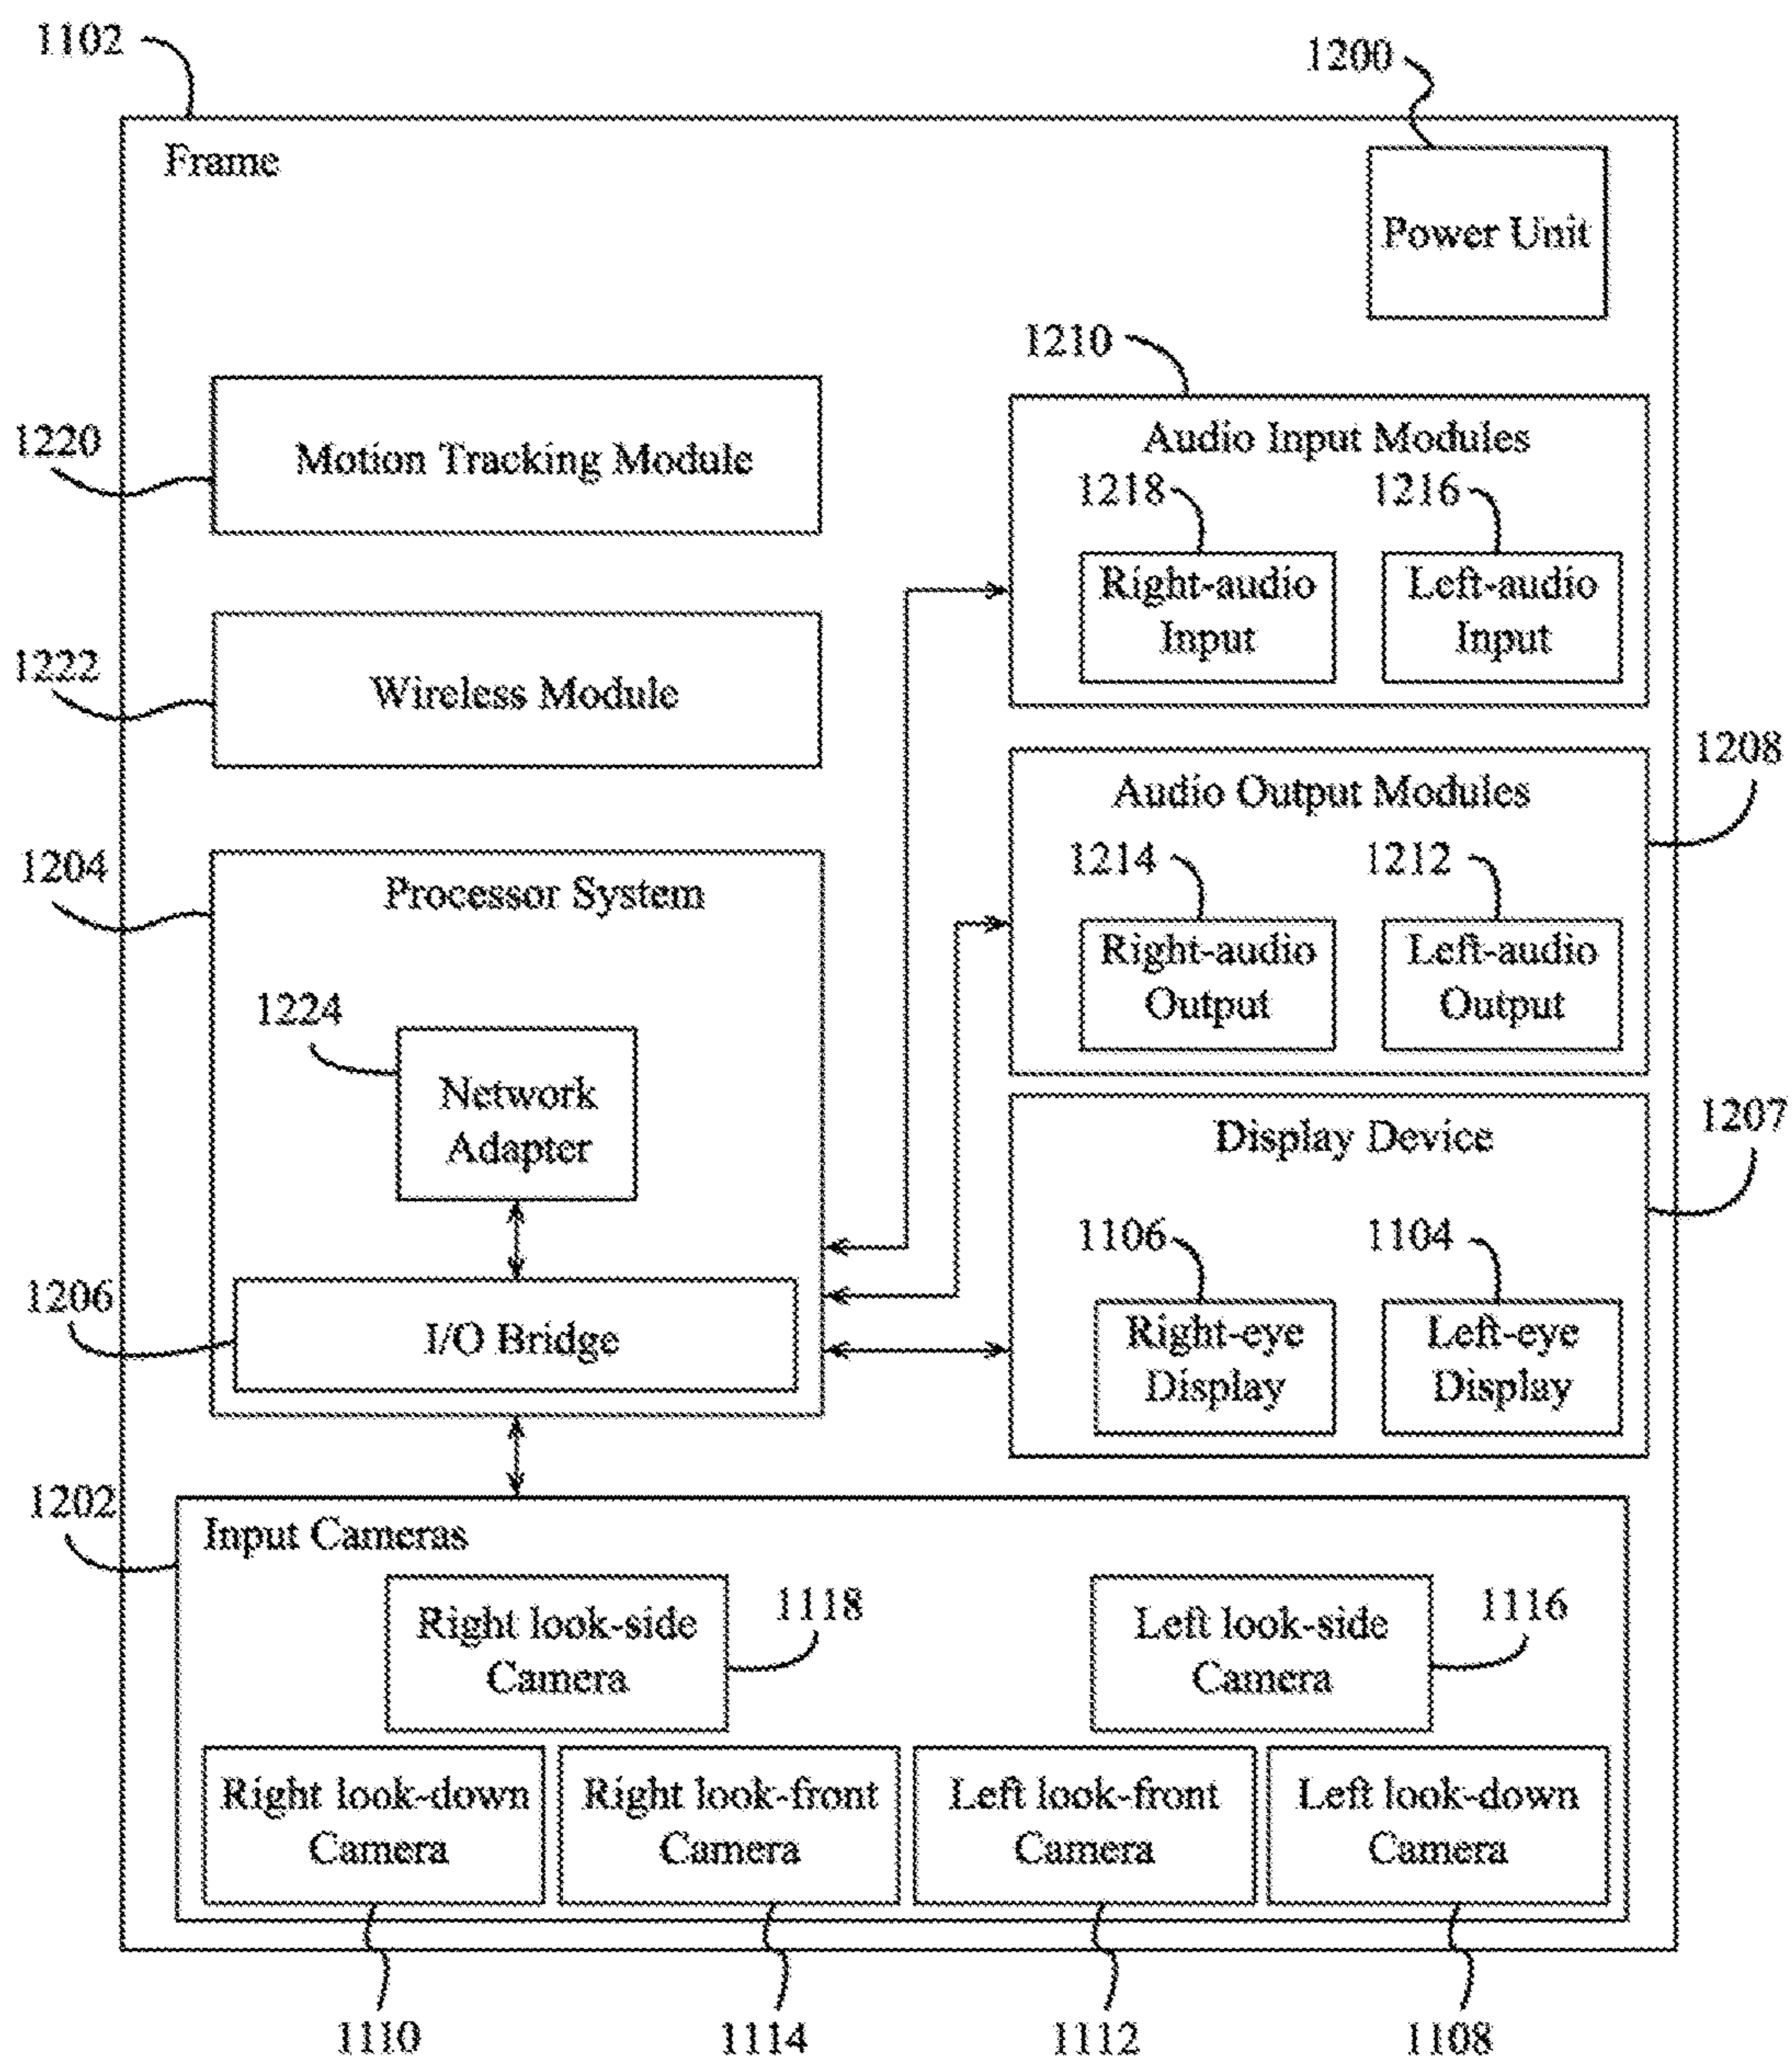 1102
1200
Frame
Power Unit
1210
1220
Motion Tracking Module
Audio Input Modules
1218
1216
Right-audio
Input
Left-audio
Input
1222
Wireless Module
1208
Audio Output Modules
1214
1212
Right-audio
Output
Left-audio
Output
1204
Processor System
1224
Network
Adapter
1207
Display Device
1106
1104
Right-eye
Display
Left-eye
Display
1206
I/O Bridge
1202
Input Cameras
Right look-side
Camera
1118
Left look-side
Camera
1116
Right look-down
Camera
Right look-front
Camera
Left look-front
Camera
Left look-down
Camera
1110
1114
1112
1108